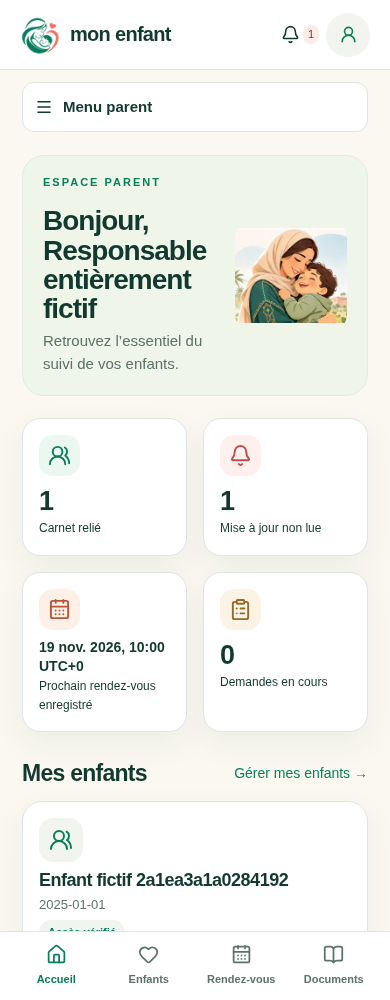 mon enfant
1
Menu parent
ESPACE PARENT
Bonjour,
Responsable
entièrement
fictif
Retrouvez l’essentiel du
suivi de vos enfants.
1
Carnet relié
1
Mise à jour non lue
19 nov. 2026, 10:00
UTC+0
Prochain rendez-vous
enregistré
0
Demandes en cours
Mes enfants
Gérer mes enfants →
Enfant fictif 2a1ea3a1a0284192
2025-01-01
Accès vérifié
Accueil
Enfants
Rendez-vous
Documents